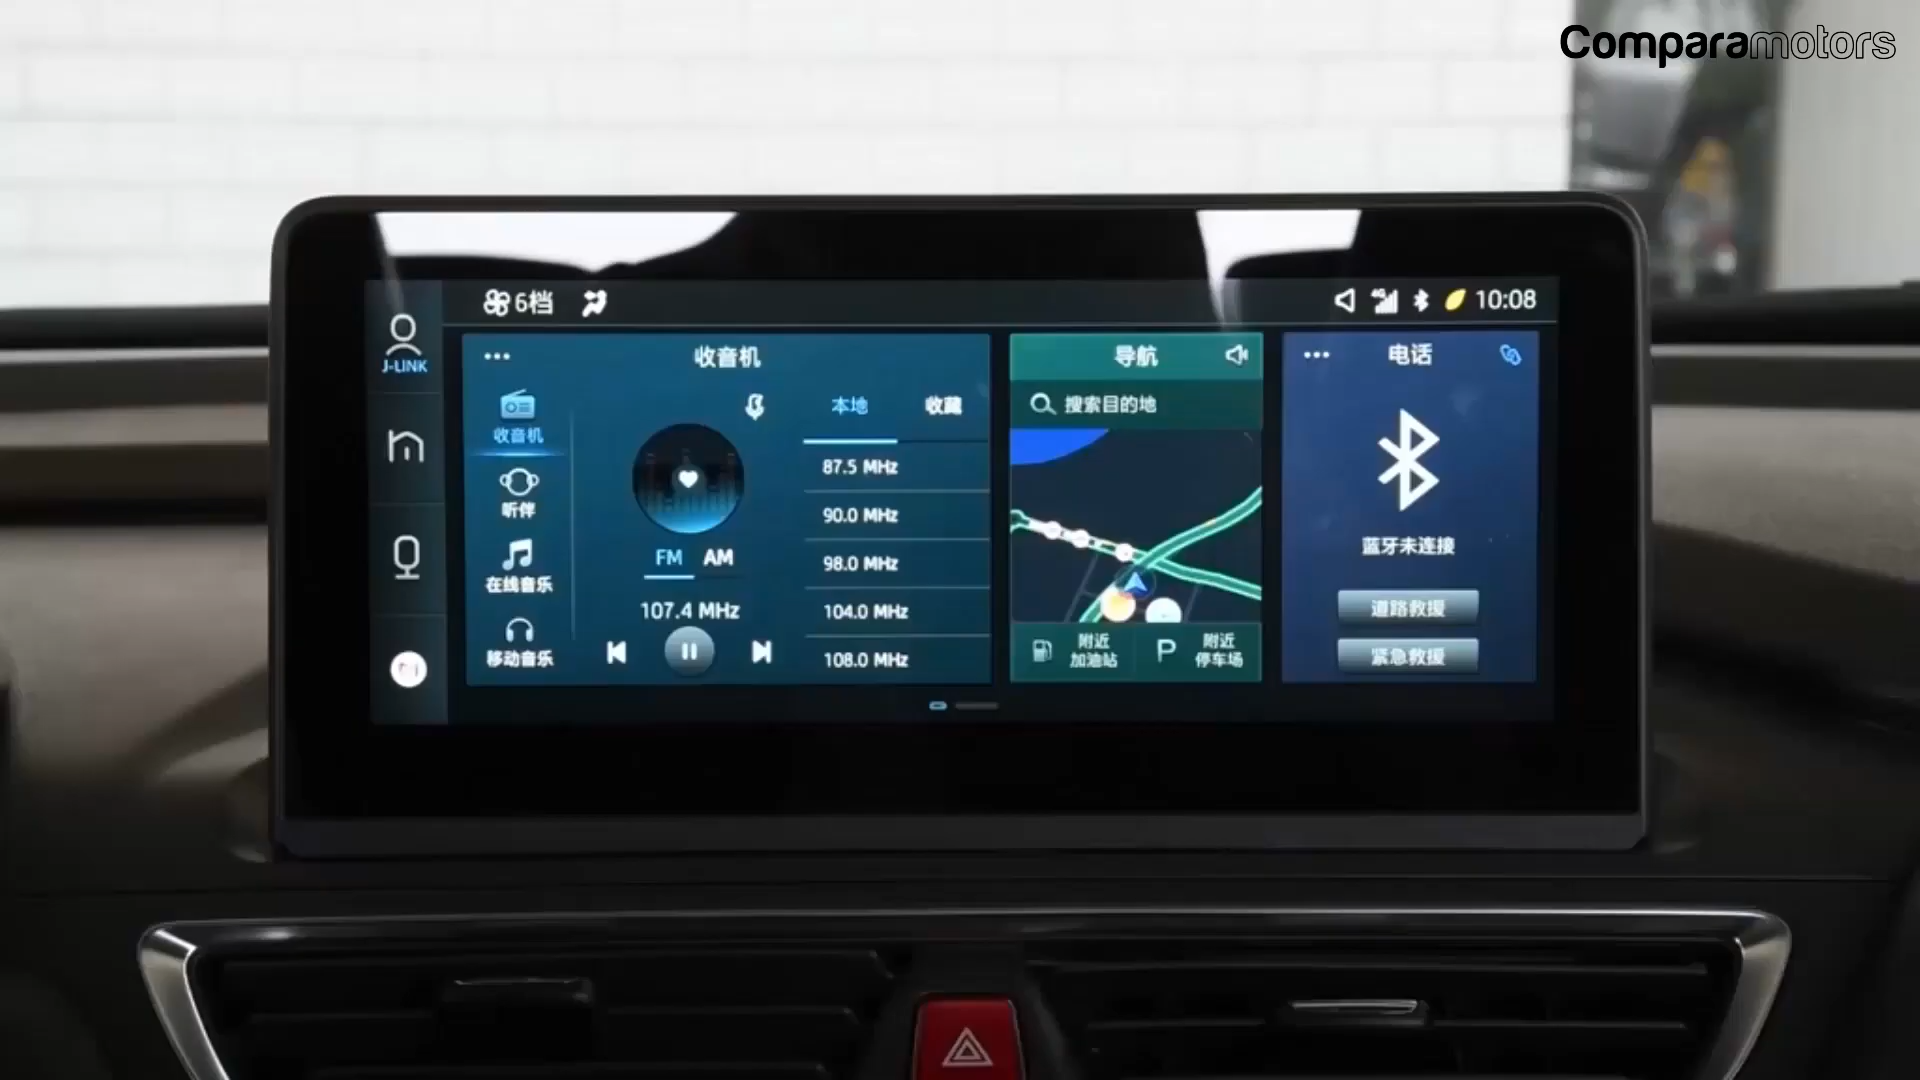 Comparamotors
6档
4G
10:08
J-LINK
收音机
收音机
听伴
在线音乐
移动音乐
FM AM
107.4 MHz
本地 收藏
87.5 MHz
90.0 MHz
98.0 MHz
104.0 MHz
108.0 MHz
导航
搜索目的地
附近
加油站
P
附近
停车场
电话
蓝牙未连接
道路救援
紧急救援